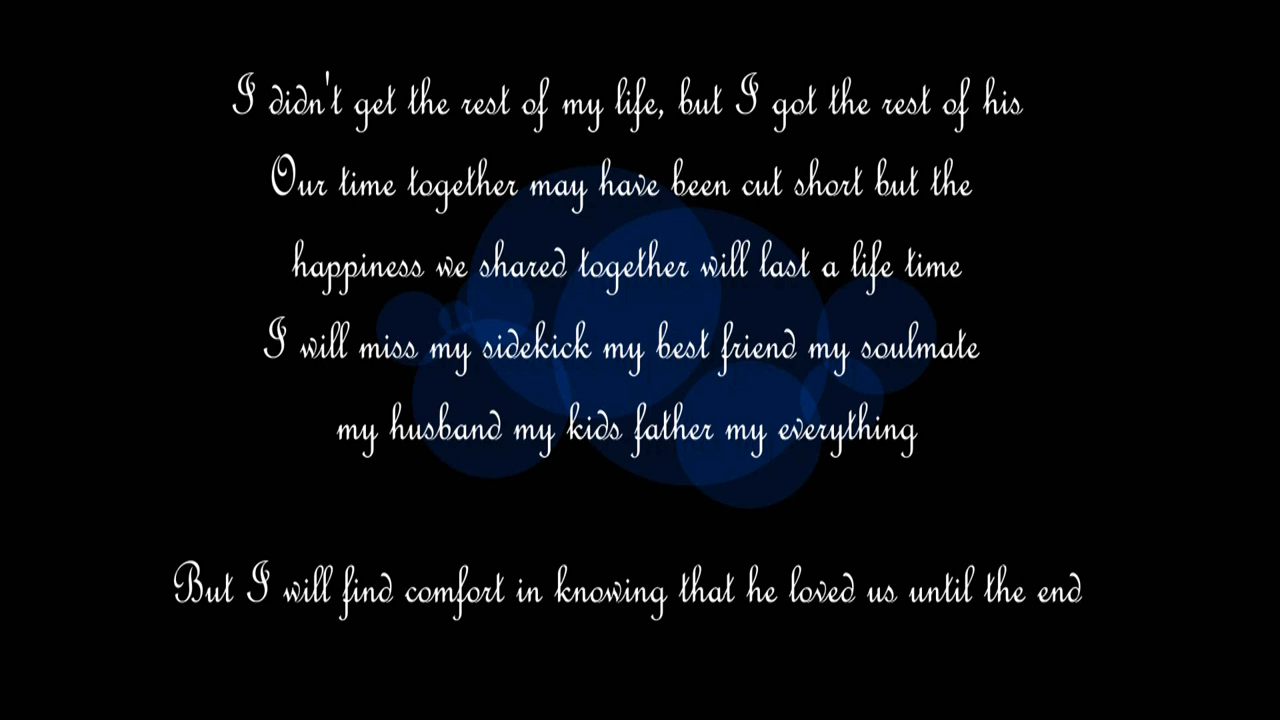 I didn't get the rest of my life, but I got the rest of his
Our time together may have been cut short but the
happiness we shared together will last a life time
I will miss my sidekick my best friend my soulmate
my husband my kids father my everything
But I will find comfort in knowing that he loved us until the end